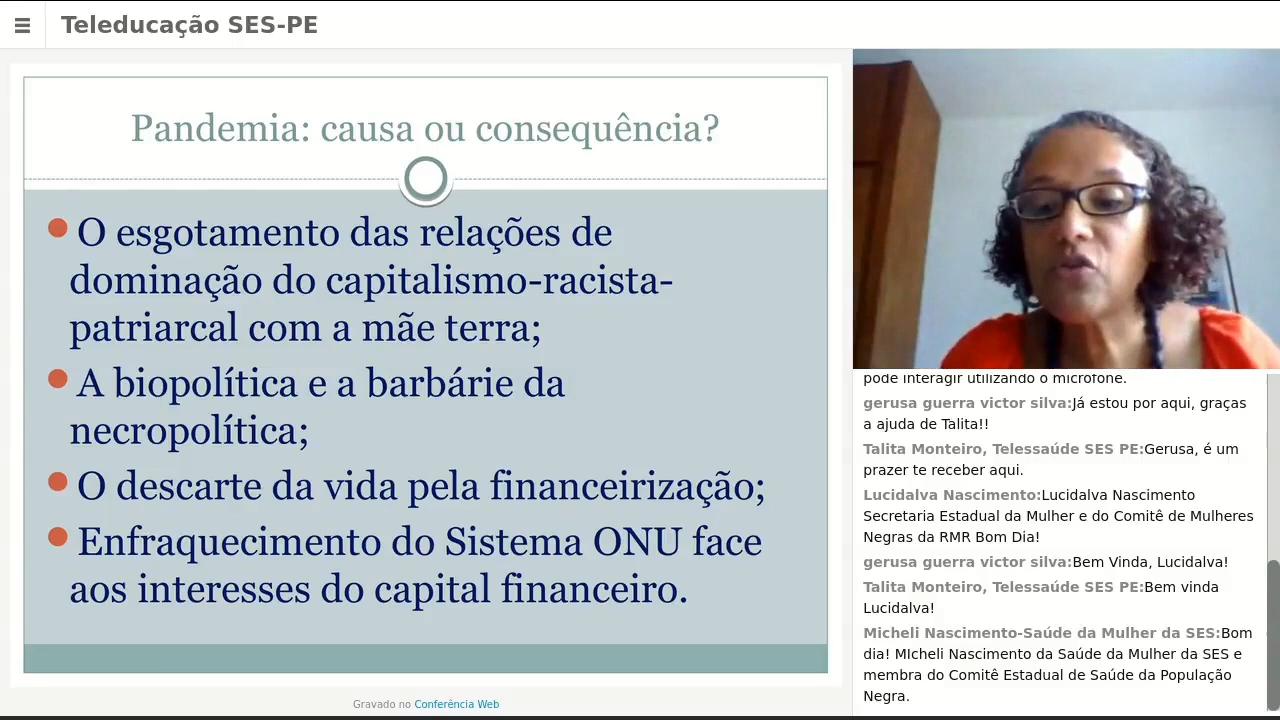 Teleducação SES-PE
Pandemia: causa ou consequência?
O esgotamento das relações de
dominação do capitalismo-racista-
patriarcal com a mãe terra;
A biopolítica e a barbárie da
necropolítica;
O descarte da vida pela financeirização;
Enfraquecimento do Sistema ONU face
aos interesses do capital financeiro.
Gravado no Conferência Web
pode interagir utilizando o microfone.
gerusa guerra victor silva:Já estou por aqui, graças
a ajuda de Talita!!
Talita Monteiro, Telessaúde SES PE:Gerusa, é um
prazer te receber aqui.
Lucidalva Nascimento:Lucidalva Nascimento
Secretaria Estadual da Mulher e do Comitê de Mulheres
Negras da RMR Bom Dia!
gerusa guerra victor silva:Bem Vinda, Lucidalva!
Talita Monteiro, Telessaúde SES PE:Bem vinda
Lucidalva!
Micheli Nascimento-Saúde da Mulher da SES:Bom
dia! MIcheli Nascimento da Saúde da Mulher da SES e
membra do Comitê Estadual de Saúde da População
Negra.